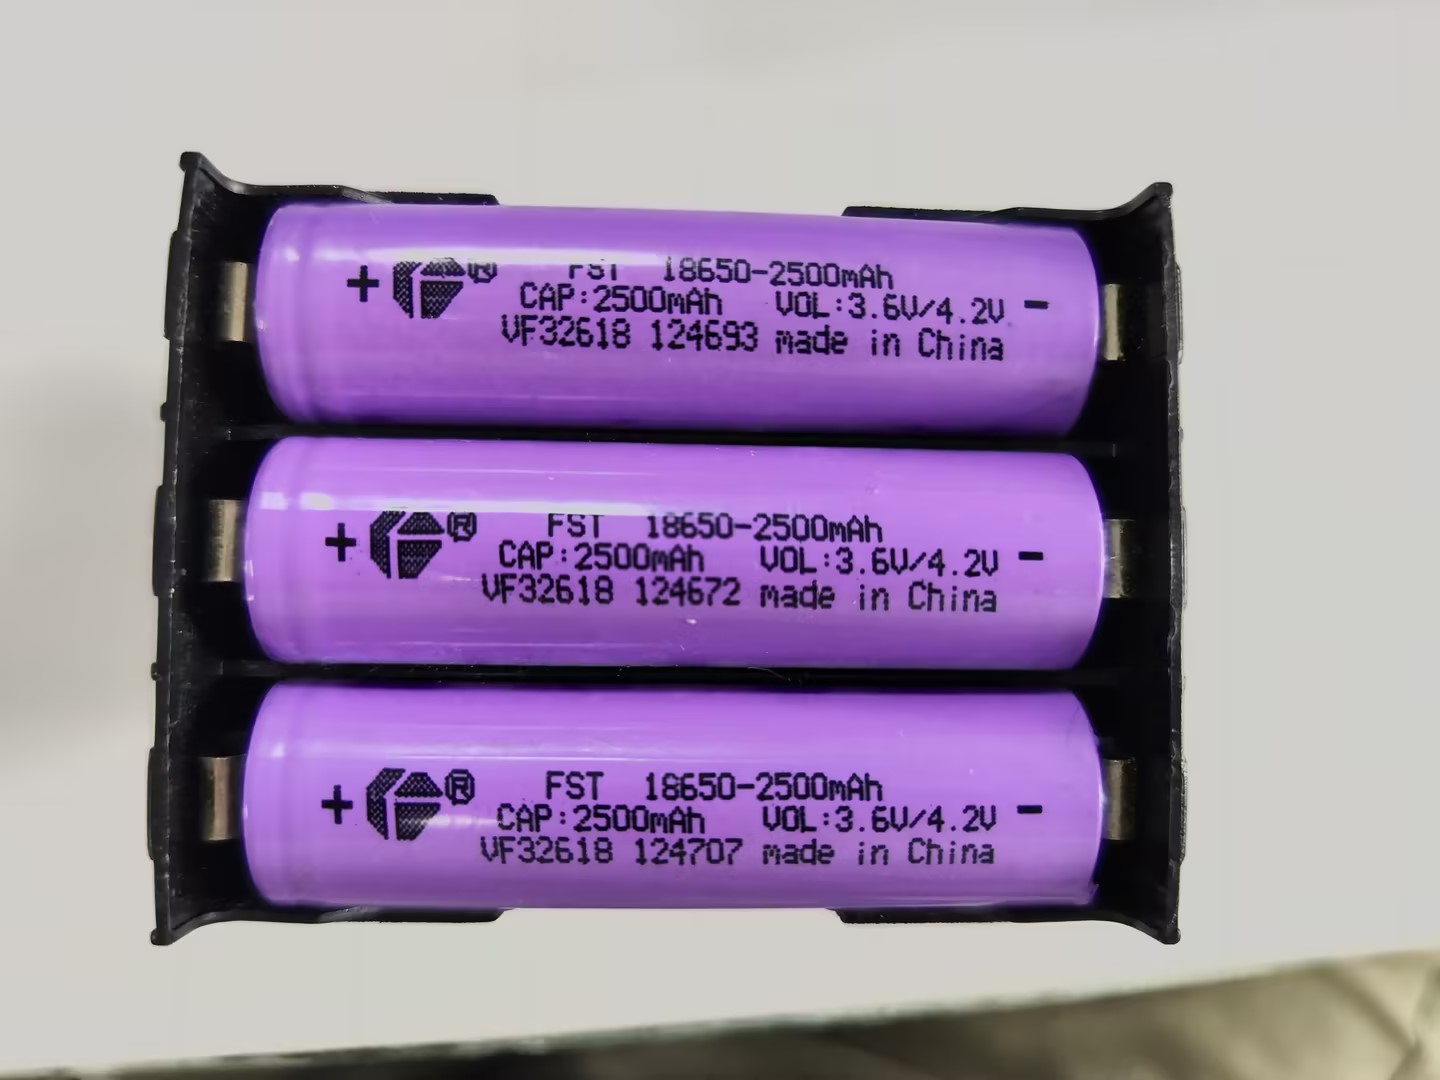 + ® FST 18650-2500mAh
CAP:2500mAh VOL:3.6V/4.2V -
VF32618 124693 made in China
+ ® FST 18650-2500mAh
CAP:2500mAh VOL:3.6V/4.2V -
VF32618 124672 made in China
+ ® FST 18650-2500mAh
CAP:2500mAh VOL:3.6V/4.2V -
VF32618 124707 made in China